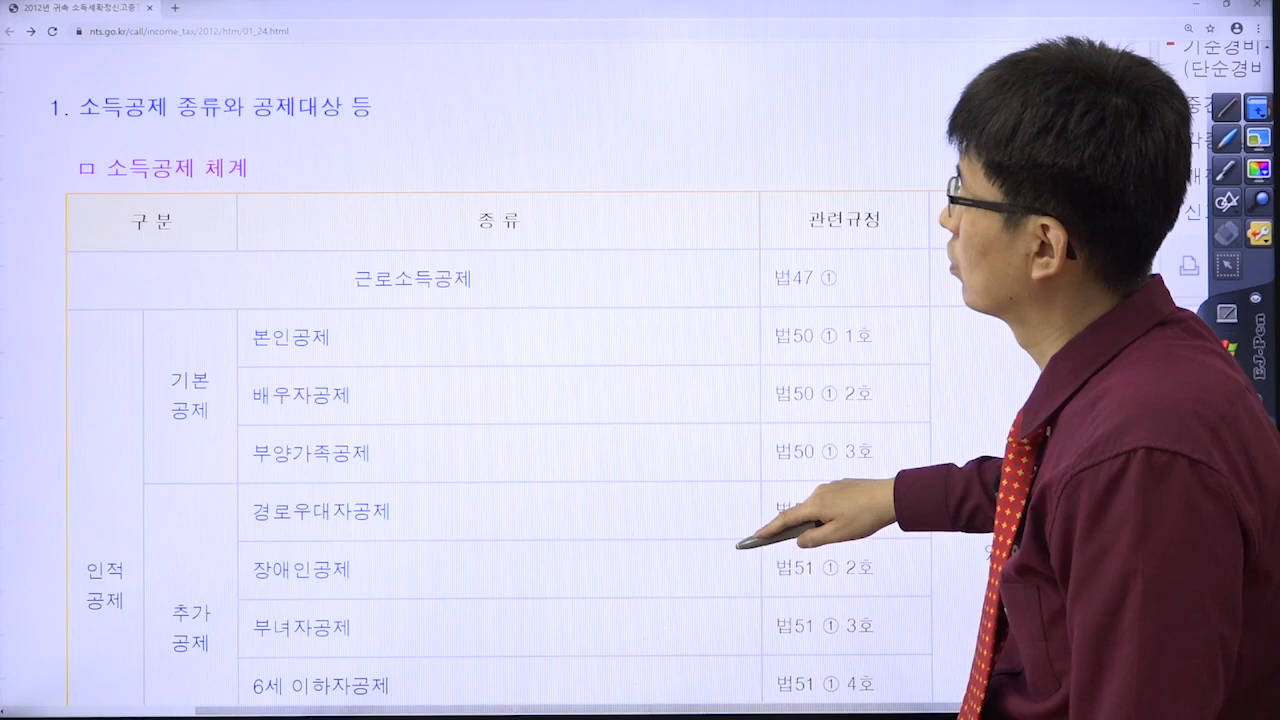 2012년 귀속 소득세확정신고종
nts.go.kr/call/income_tax/2012/htm/01_24.html
기준경비
(단순경비
1. 소득공제 종류와 공제대상 등
ㅁ 소득공제 체계
구 분 종 류 관련규정
근로소득공제 법47 ①
인적
공제
기본
공제
본인공제 법50 ① 1호
배우자공제 법50 ① 2호
부양가족공제 법50 ① 3호
추가
공제
경로우대자공제
장애인공제 법51 ① 2호
부녀자공제 법51 ① 3호
6세 이하자공제 법51 ① 4호
EJ-Pen